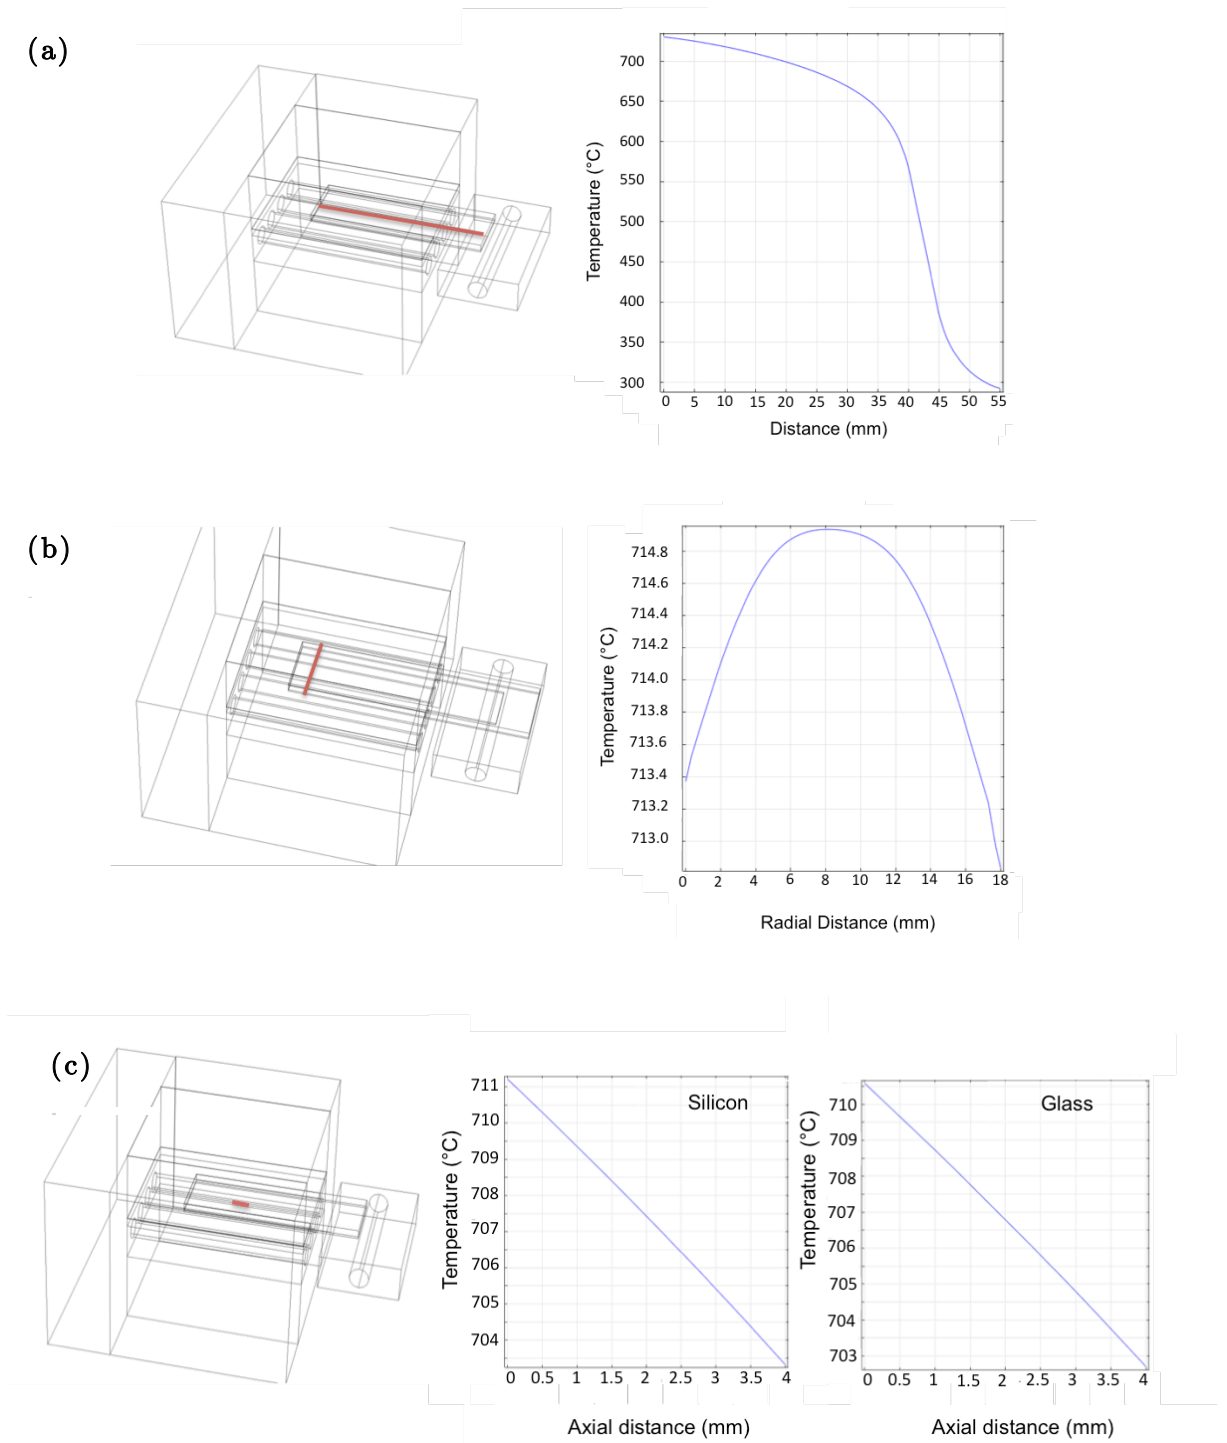 (a)
700
650
600
550
500
450
400
350
300
Temperature (°C)
0 5 10 15 20 25 30 35 40 45 50 55
Distance (mm)
(b)
714.8
714.6
714.4
714.2
714.0
713.8
713.6
713.4
713.2
713.0
Temperature (°C)
0 2 4 6 8 10 12 14 16 18
Radial Distance (mm)
(c)
711
710
709
708
707
706
705
704
Temperature (°C)
Silicon
0 0.5 1 1.5 2 2.5 3 3.5 4
Axial distance (mm)
710
709
708
707
706
705
704
703
Temperature (°C)
Glass
0 0.5 1 1.5 2 2.5 3 3.5 4
Axial distance (mm)